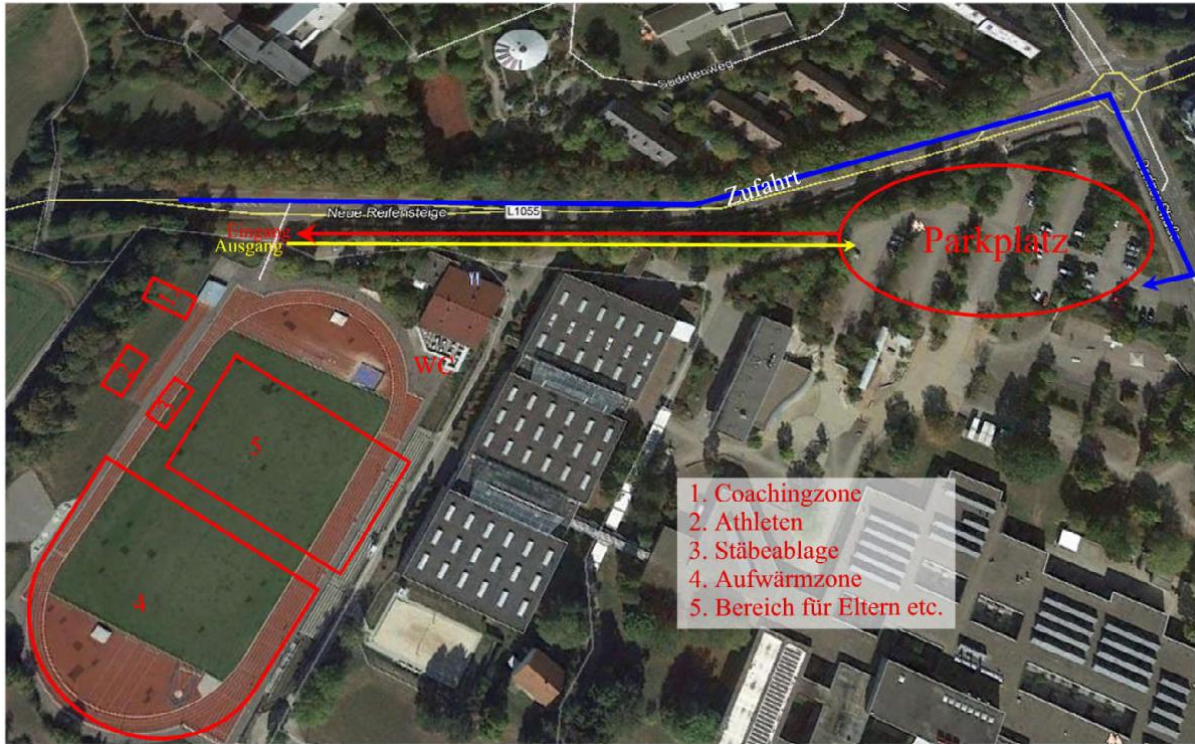 Sudetenweg
Zufahrt
Neue Reifensteige
L1055
Eingang
Ausgang
Parkplatz
WC
5
4
1. Coachingzone
2. Athleten
3. Stäbeablage
4. Aufwärmzone
5. Bereich für Eltern etc.